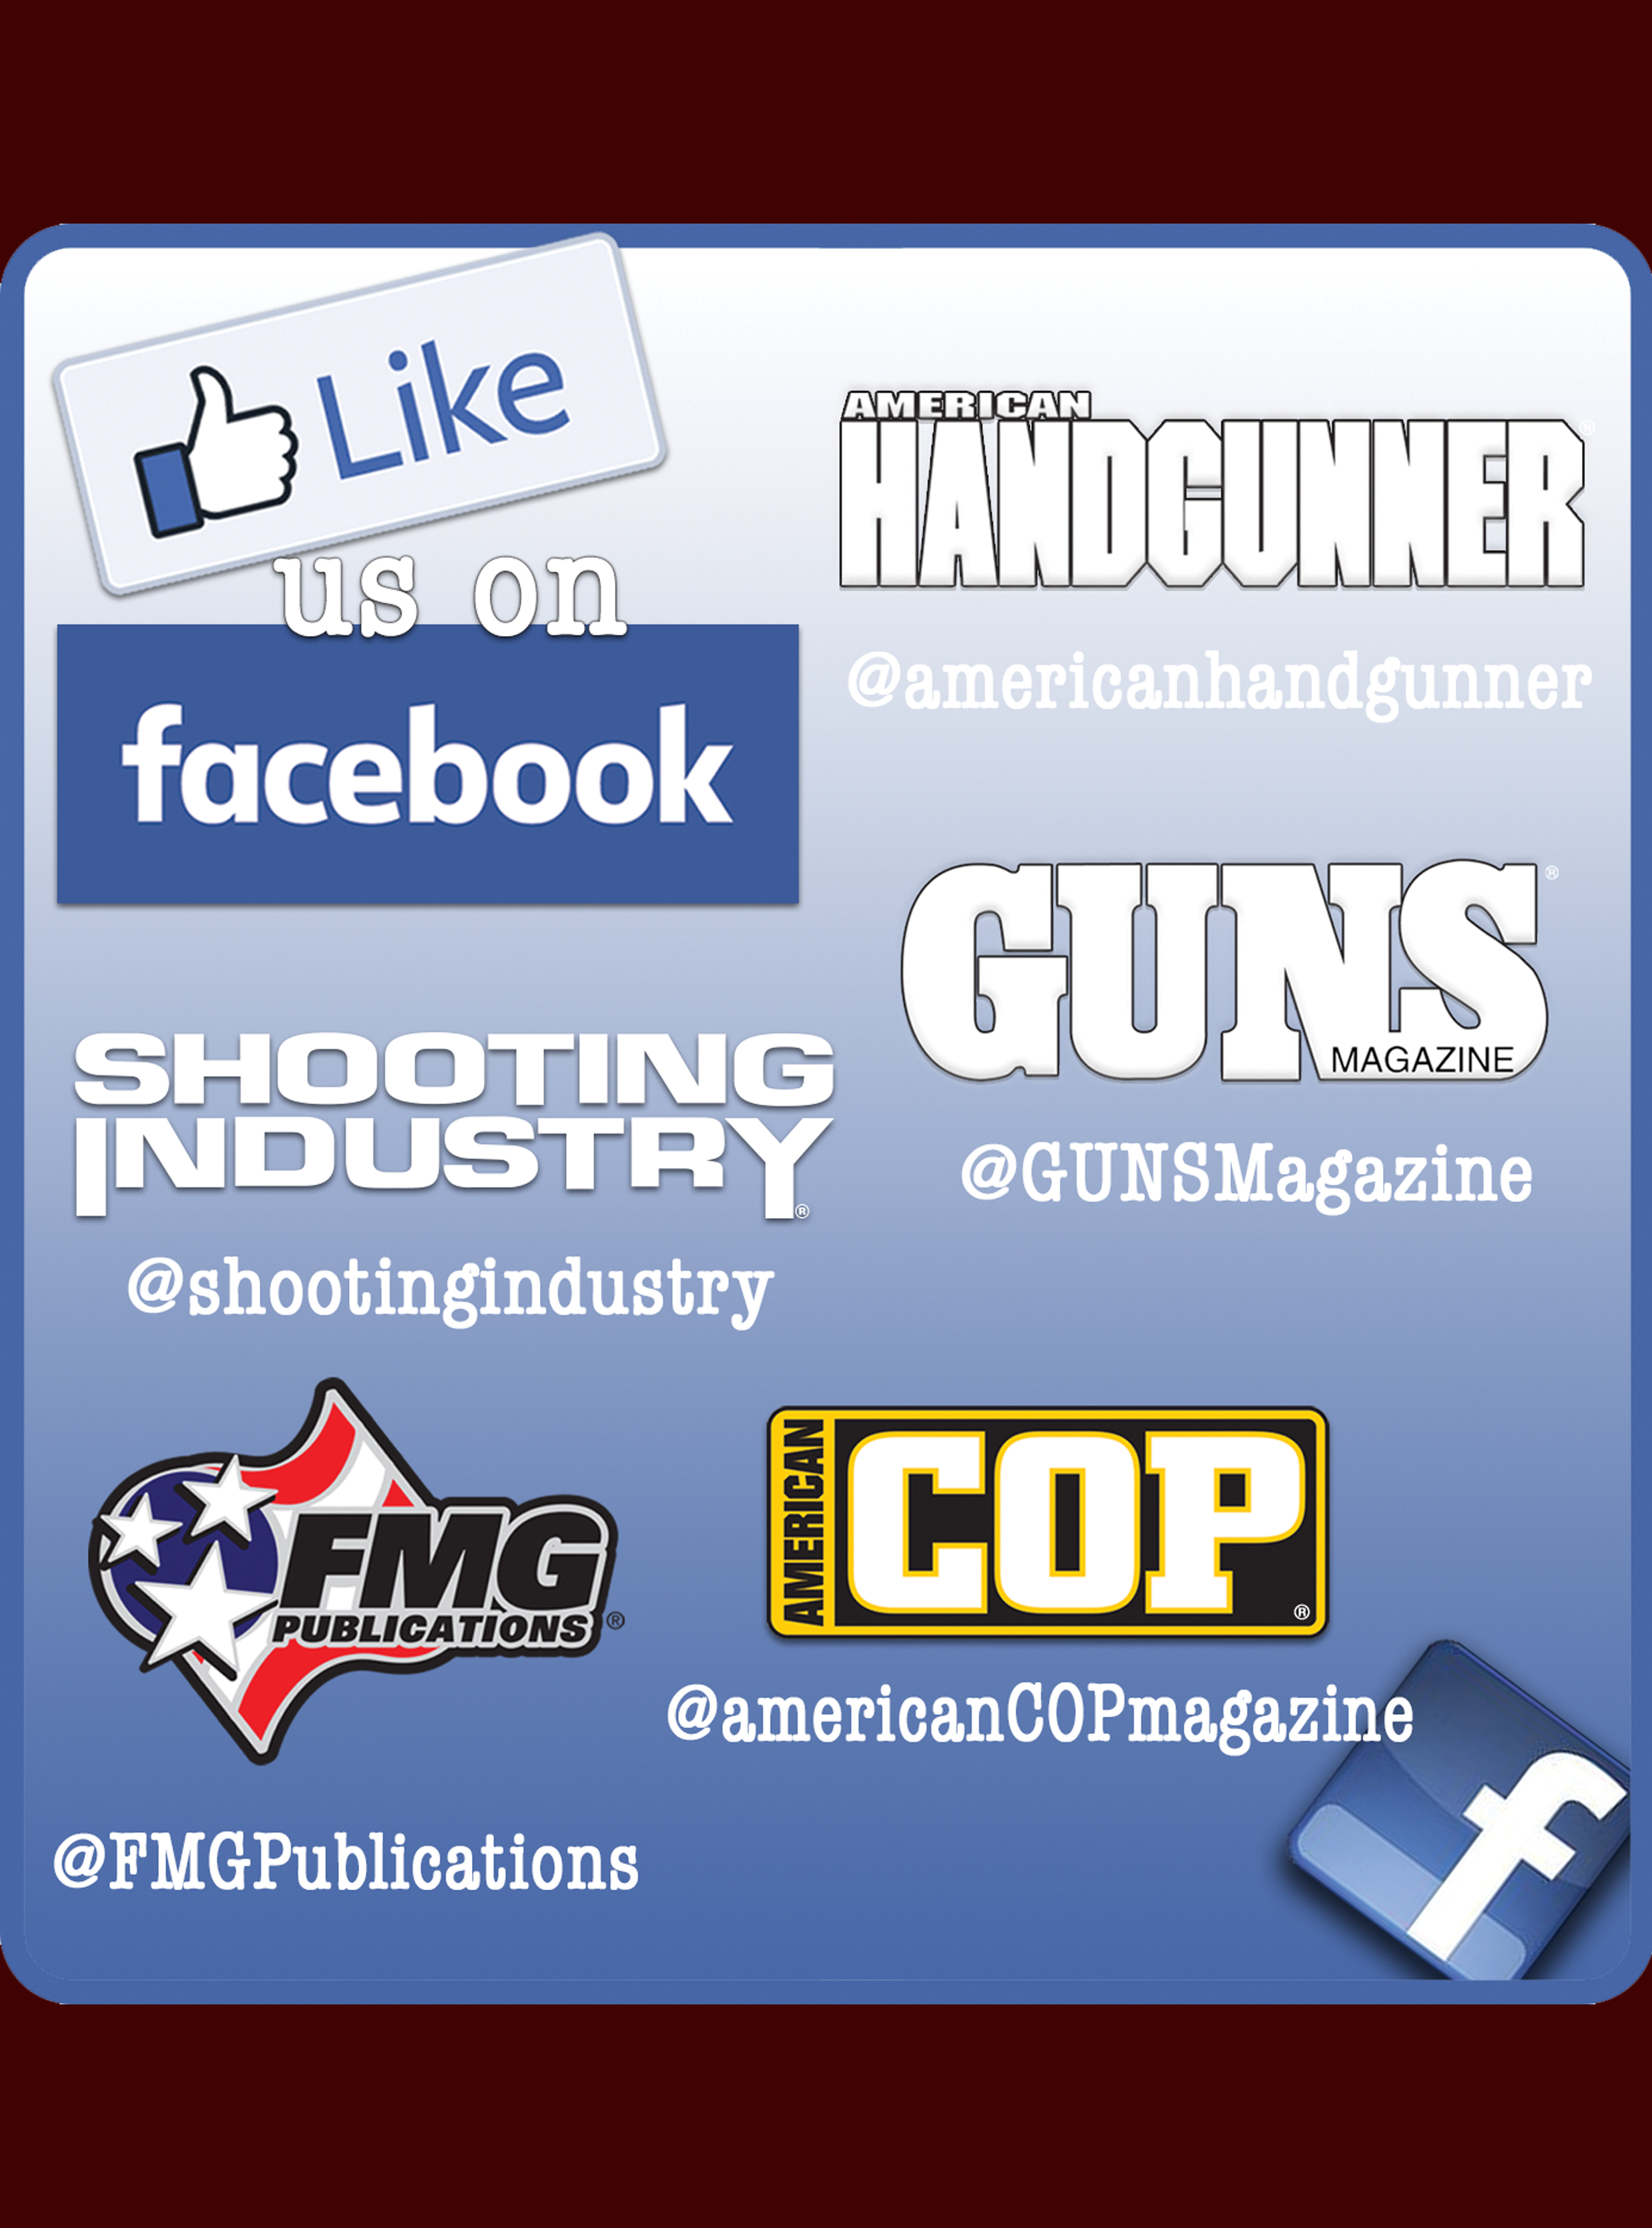 Like
us on
facebook
AMERICAN
HANDGUNNER®
@americanhandgunner
GUNS®
MAGAZINE
@GUNSMagazine
SHOOTING
INDUSTRY®
@shootingindustry
FMG
PUBLICATIONS®
@FMGPublications
AMERICAN
COP®
@americanCOPmagazine
f